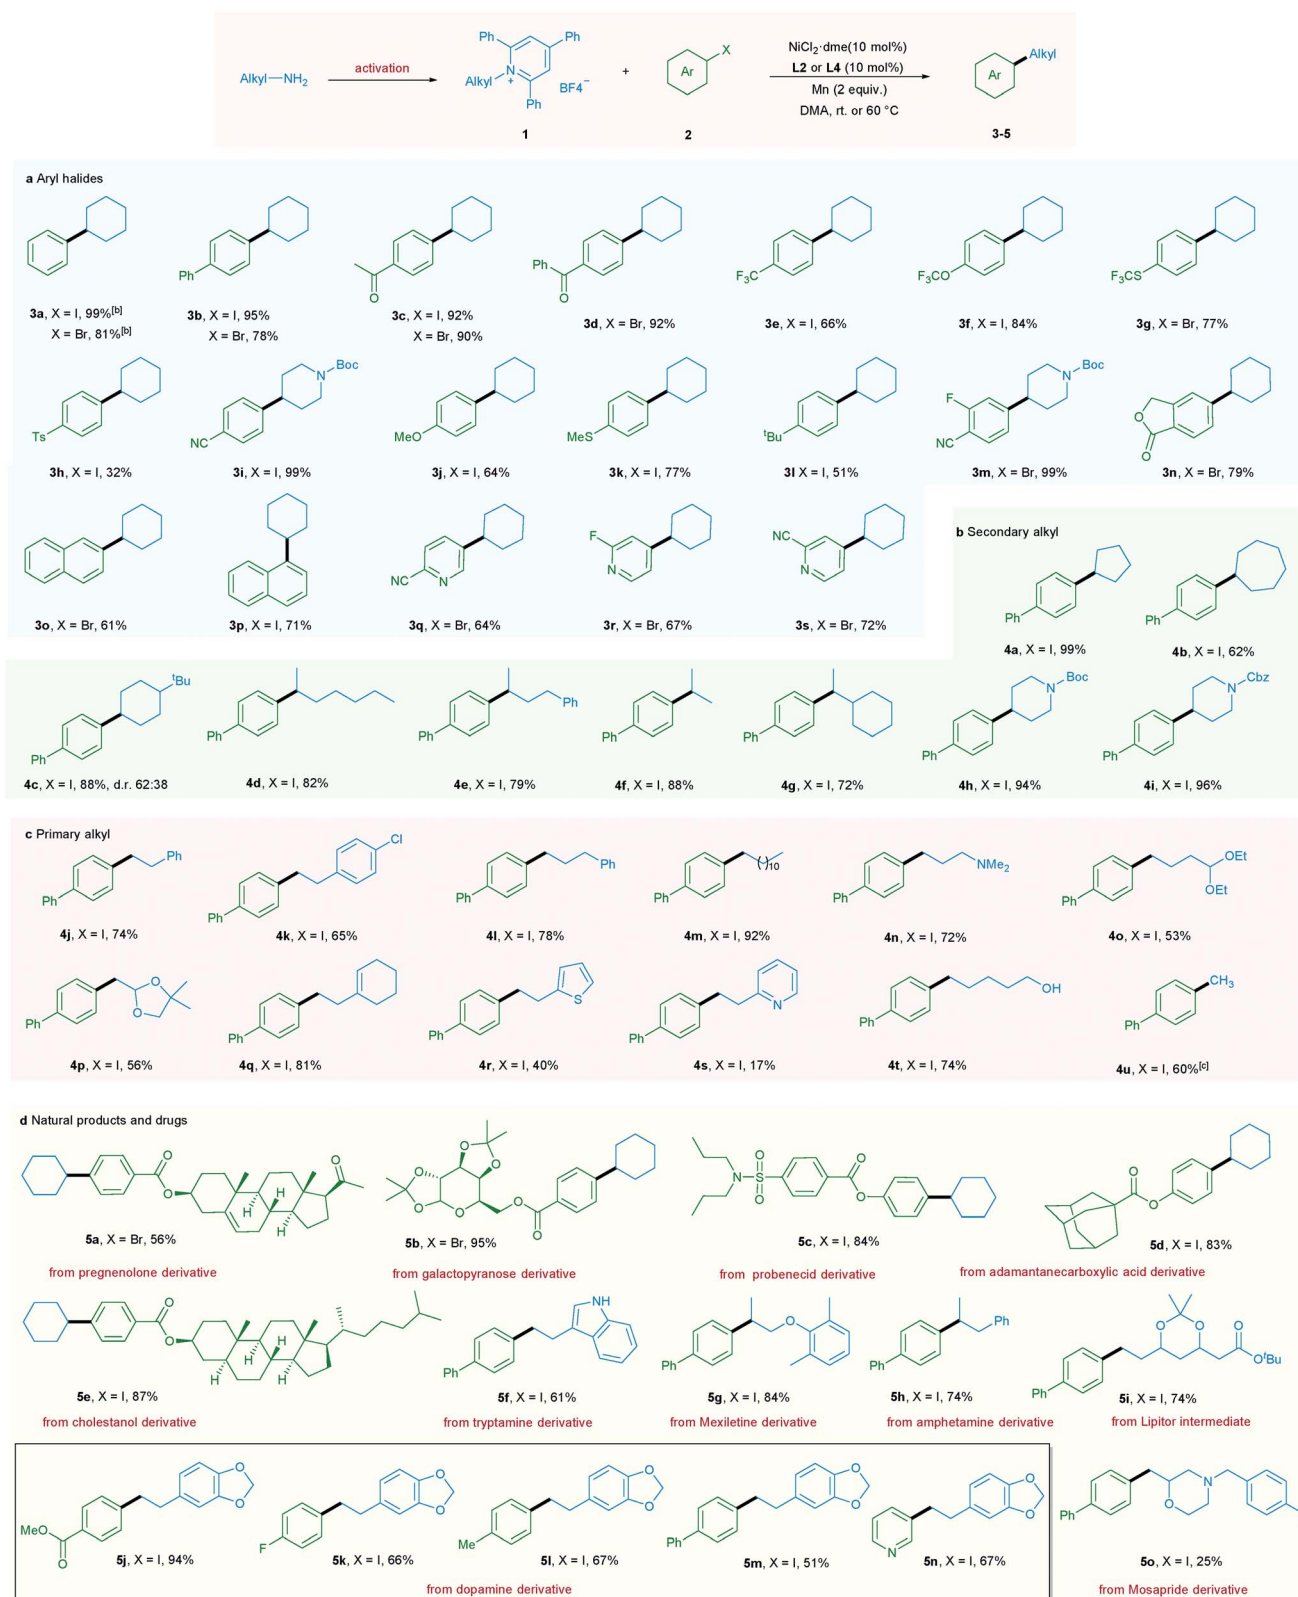 Alkyl—NH₂
activation
Ph Ph
N+
Alkyl
Ph
BF4⁻
1
+
X
Ar
2
NiCl₂·dme(10 mol%)
L2 or L4 (10 mol%)
Mn (2 equiv.)
DMA, rt. or 60 °C
Alkyl
Ar
3-5
a Aryl halides
Ph O Ph O F₃C F₃CO F₃CS
3a, X = I, 99%[b] 3b, X = I, 95% 3c, X = I, 92% 3d, X = Br, 92% 3e, X = I, 66% 3f, X = I, 84% 3g, X = Br, 77%
X = Br, 81%[b] X = Br, 78% X = Br, 90%
Ts NC N Boc MeO MeS ᵗBu F NC N Boc O O
3h, X = I, 32% 3i, X = I, 99% 3j, X = I, 64% 3k, X = I, 77% 3l X = I, 51% 3m, X = Br, 99% 3n, X = Br, 79%
NC N F N NC N
3o, X = Br, 61% 3p, X = I, 71% 3q, X = Br, 64% 3r, X = Br, 67% 3s, X = Br, 72%
b Secondary alkyl
Ph Ph
4a, X = I, 99% 4b, X = I, 62%
ᵗBu Ph Ph Ph Ph Ph Ph Ph N Boc Ph N Cbz
4c, X = I, 88%, d.r. 62:38 4d, X = I, 82% 4e, X = I, 79% 4f, X = I, 88% 4g, X = I, 72% 4h, X = I, 94% 4i, X = I, 96%
c Primary alkyl
Ph Ph Ph Cl Ph Ph Ph ( )₁₀ Ph NMe₂ Ph OEt OEt
4j, X = I, 74% 4k, X = I, 65% 4l, X = I, 78% 4m, X = I, 92% 4n, X = I, 72% 4o, X = I, 53%
Ph O O Ph Ph S Ph N Ph OH Ph CH₃
4p, X = I, 56% 4q, X = I, 81% 4r, X = I, 40% 4s, X = I, 17% 4t, X = I, 74% 4u, X = I, 60%[c]
d Natural products and drugs
O O H H H O O O O O O O O N S O O O O O O
5a, X = Br, 56% 5b, X = Br, 95% 5c, X = I, 84% 5d, X = I, 83%
from pregnenolone derivative from galactopyranose derivative from probenecid derivative from adamantanecarboxylic acid derivative
O O H H H H Ph NH Ph O Ph Ph Ph O O O OᵗBu
5e, X = I, 87% 5f, X = I, 61% 5g, X = I, 84% 5h, X = I, 74% 5i, X = I, 74%
from cholestanol derivative from tryptamine derivative from Mexiletine derivative from amphetamine derivative from Lipitor intermediate
MeO O O O F O O Me O O Ph O O N O O Ph O N
5j, X = I, 94% 5k, X = I, 66% 5l, X = I, 67% 5m, X = I, 51% 5n, X = I, 67% 5o, X = I, 25%
from dopamine derivative from Mosapride derivative